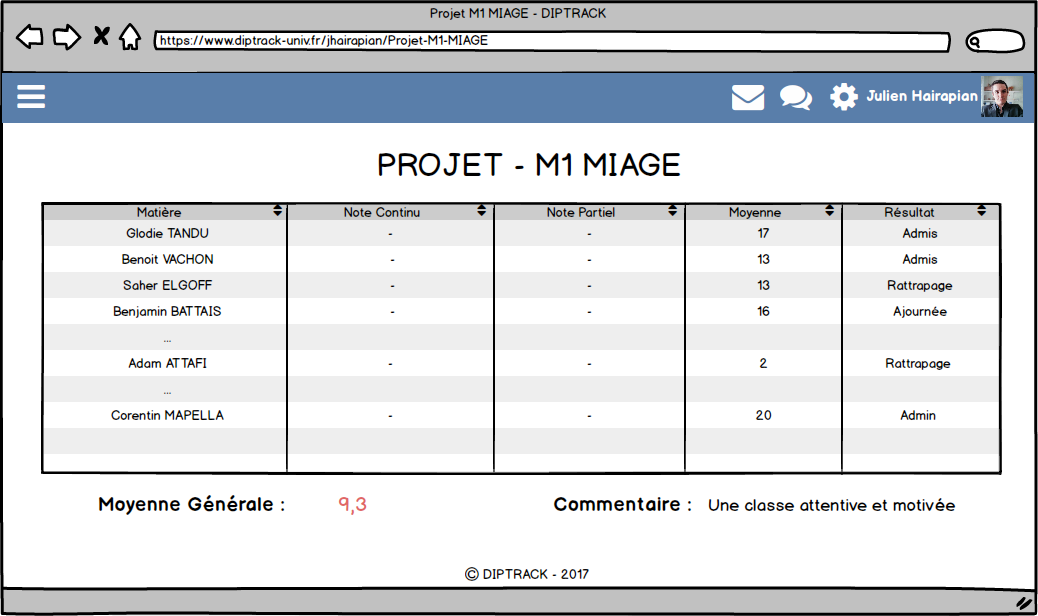 Projet M1 MIAGE - DIPTRACK
https://www.diptrack-univ.fr/jhairapian/Projet-M1-MIAGE
Julien Hairapian
PROJET - M1 MIAGE
Matière Note Continu Note Partiel Moyenne Résultat
Glodie TANDU - - 17 Admis
Benoit VACHON - - 13 Admis
Saher ELGOFF - - 13 Rattrapage
Benjamin BATTAIS - - 16 Ajournée
...
Adam ATTAFI - - 2 Rattrapage
...
Corentin MAPELLA - - 20 Admin
Moyenne Générale : 9,3 Commentaire : Une classe attentive et motivée
© DIPTRACK - 2017